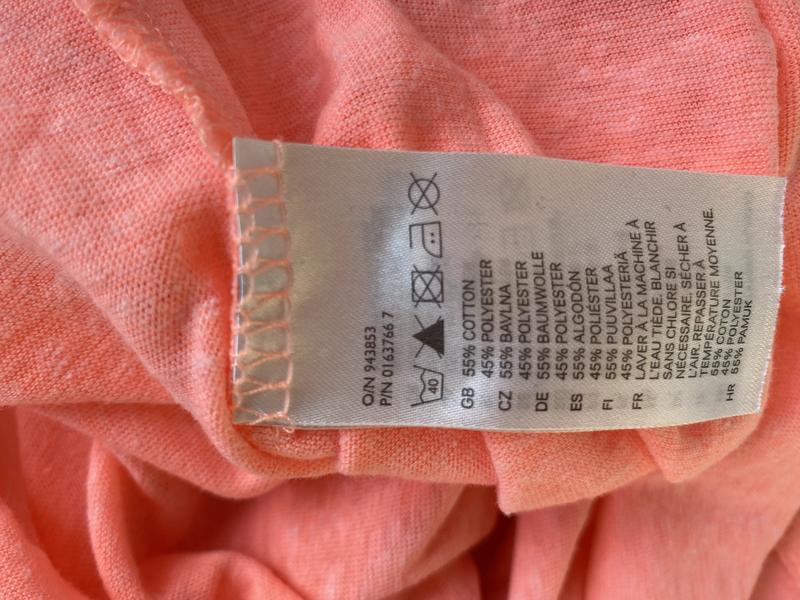 O/N 943853
P/N 0163766 7
40
GB 55% COTTON
45% POLYESTER
CZ 55% BAVLNA
45% POLYESTER
DE 55% BAUMWOLLE
45% POLYESTER
ES 55% ALGODÓN
45% POLIÉSTER
FI 55% PUUVILLAA
45% POLYESTERIÄ
FR LAVER À LA MACHINE À
L'EAU TIÈDE. BLANCHIR
SANS CHLORE SI
NÉCESSAIRE. SÉCHER À
L'AIR. REPASSER À
TEMPÉRATURE MOYENNE.
55% COTON
45% POLYESTER
HR 55% PAMUK